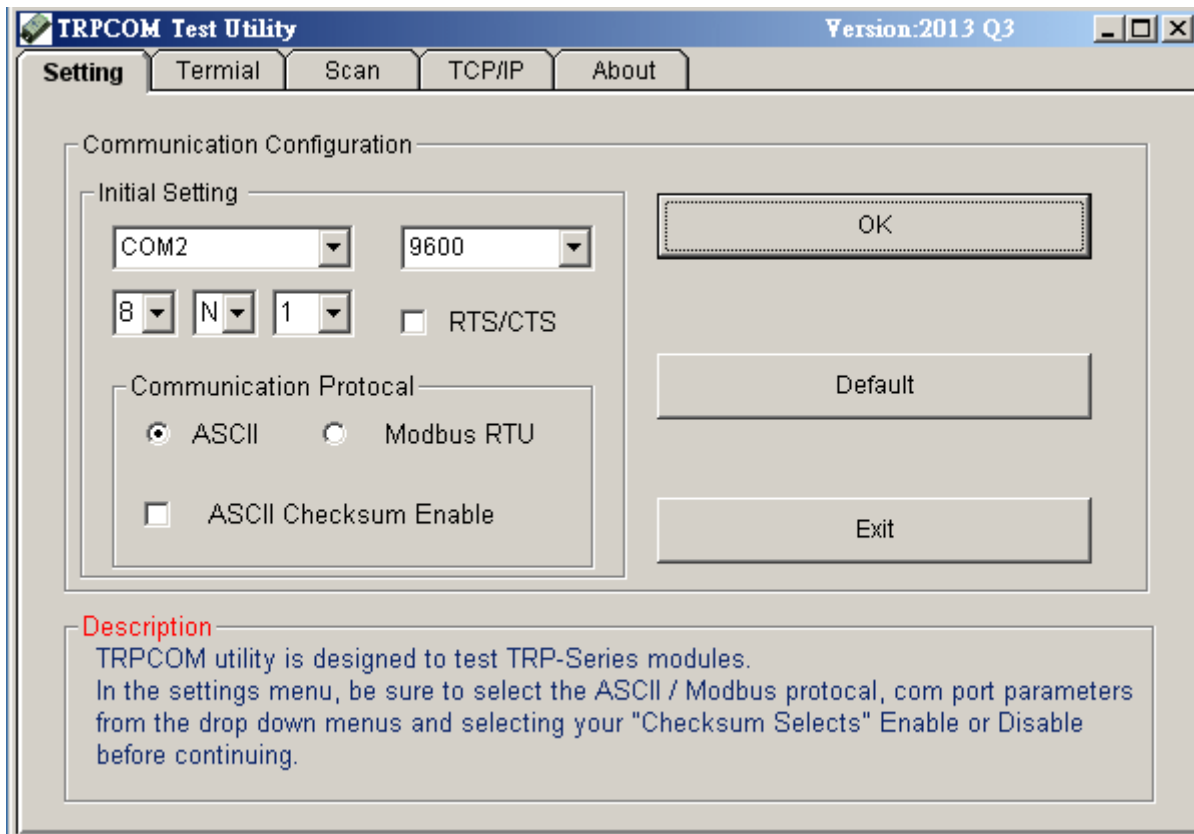 TRPCOM Test Utility Version:2013 Q3
Setting Termial Scan TCP/IP About
Communication Configuration
Initial Setting
COM2 9600
OK
8 N 1 RTS/CTS
Communication Protocal
Default
ASCII Modbus RTU
ASCII Checksum Enable
Exit
Description
TRPCOM utility is designed to test TRP-Series modules.
In the settings menu, be sure to select the ASCII / Modbus protocal, com port parameters
from the drop down menus and selecting your "Checksum Selects" Enable or Disable
before continuing.